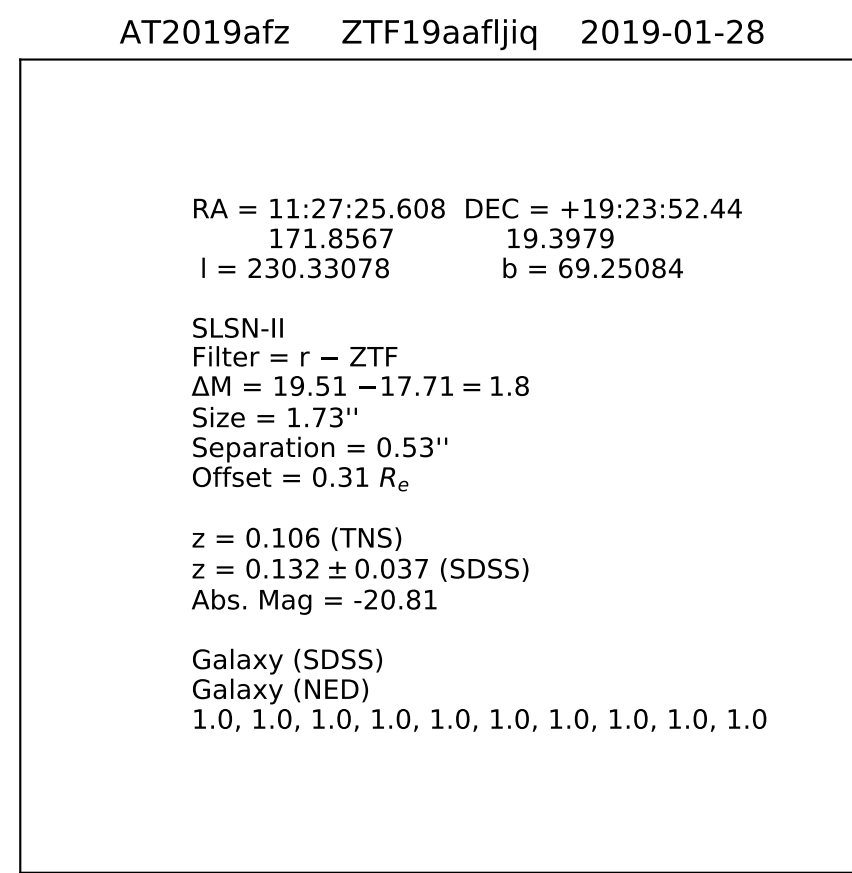 AT2019afz ZTF19aafljiq 2019-01-28
RA = 11:27:25.608 DEC = +19:23:52.44
171.8567 19.3979
l = 230.33078 b = 69.25084
SLSN-II
Filter = r − ZTF
ΔM = 19.51 −17.71 = 1.8
Size = 1.73''
Separation = 0.53''
Offset = 0.31 Re
z = 0.106 (TNS)
z = 0.132 ± 0.037 (SDSS)
Abs. Mag = -20.81
Galaxy (SDSS)
Galaxy (NED)
1.0, 1.0, 1.0, 1.0, 1.0, 1.0, 1.0, 1.0, 1.0, 1.0